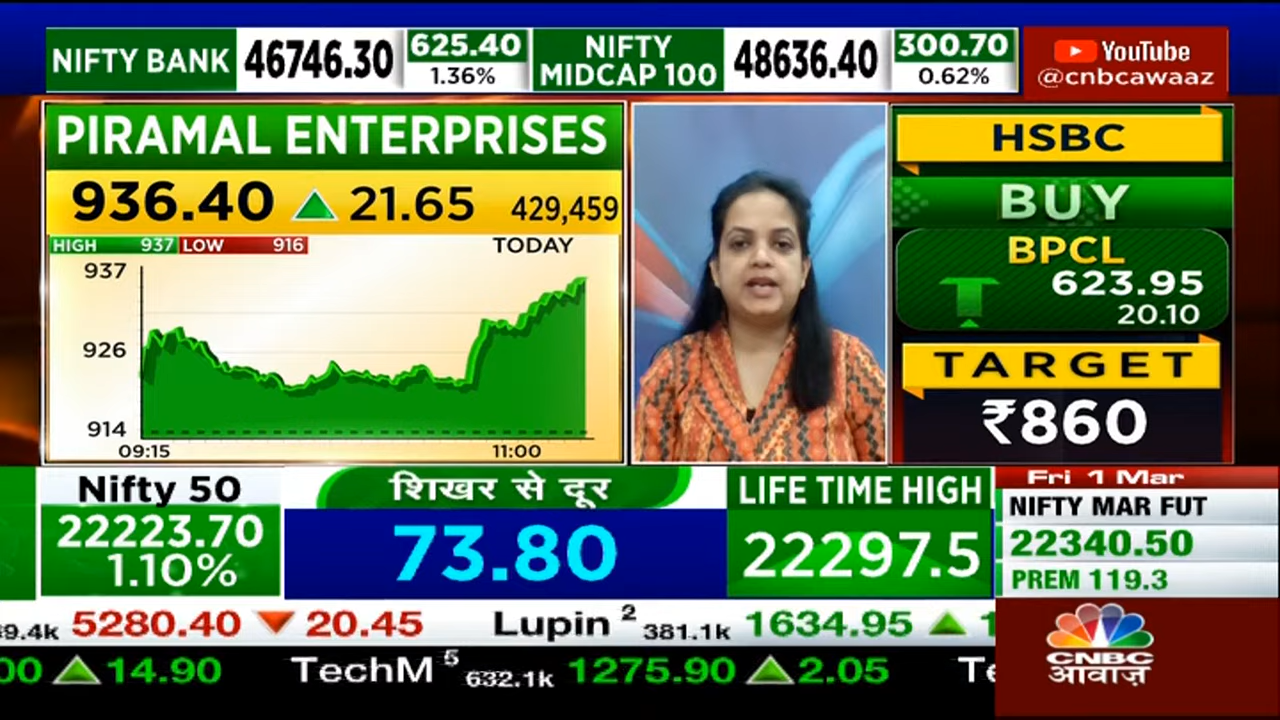 NIFTY BANK 46746.30 625.40 1.36%
NIFTY MIDCAP 100 48636.40 300.70 0.62%
YouTube
@cnbcawaaz
PIRAMAL ENTERPRISES
936.40 ▲ 21.65 429,459
HIGH 937 LOW 916 TODAY
937
926
914
09:15 11:00
HSBC
BUY
BPCL
623.95
20.10
TARGET
₹860
Nifty 50
22223.70
1.10%
शिखर से दूर
73.80
LIFE TIME HIGH
22297.5
Fri 1 Mar
NIFTY MAR FUT
22340.50
PREM 119.3
9.4k 5280.40 ▼ 20.45 Lupin 2 381.1k 1634.95 ▲ 1
00 ▲ 14.90 TechM 5 632.1k 1275.90 ▲ 2.05 Te
CNBC
आवाज़